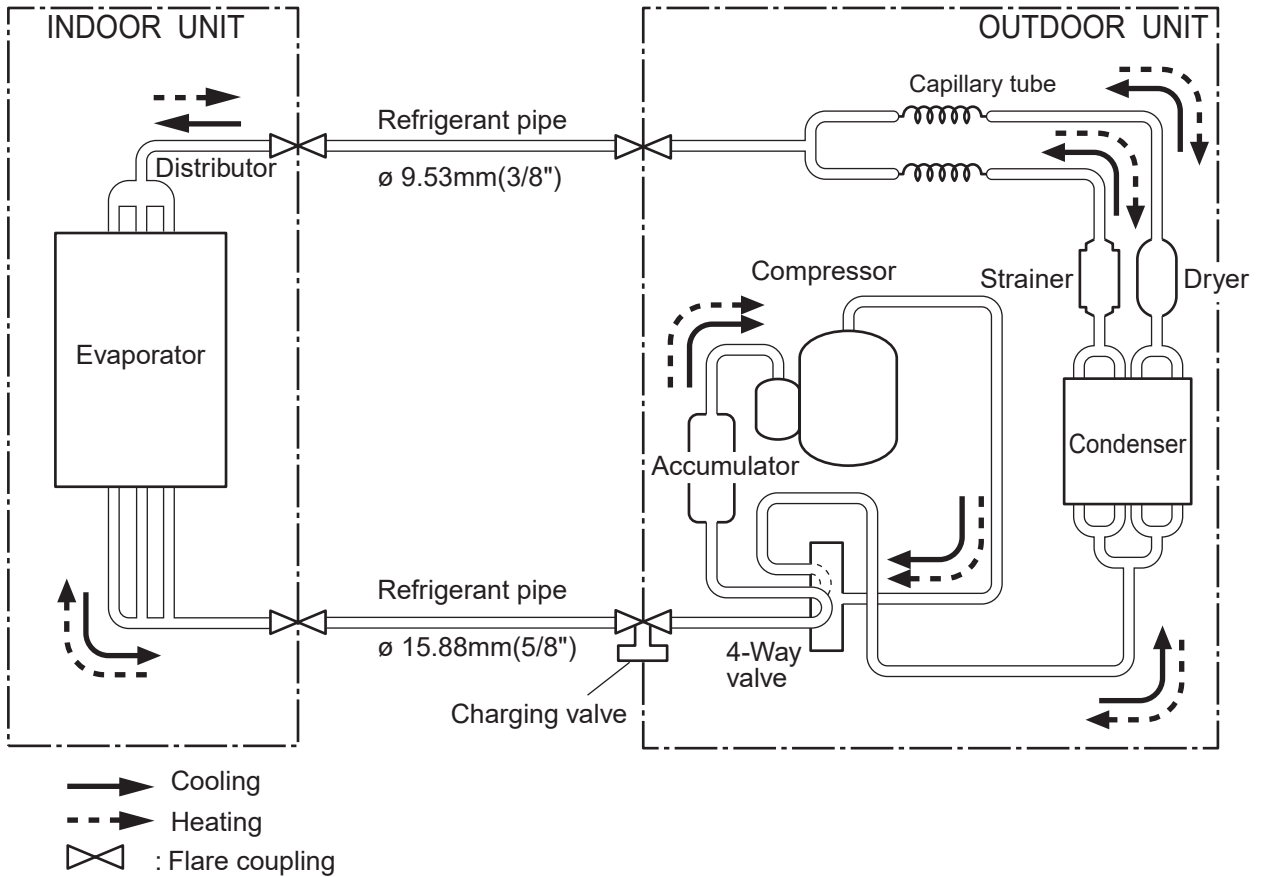 INDOOR UNIT
OUTDOOR UNIT
Capillary tube
Refrigerant pipe
Distributor
ø 9.53mm(3/8")
Compressor
Strainer
Dryer
Evaporator
Condenser
Accumulator
Refrigerant pipe
ø 15.88mm(5/8")
4-Way
valve
Charging valve
Cooling
Heating
: Flare coupling